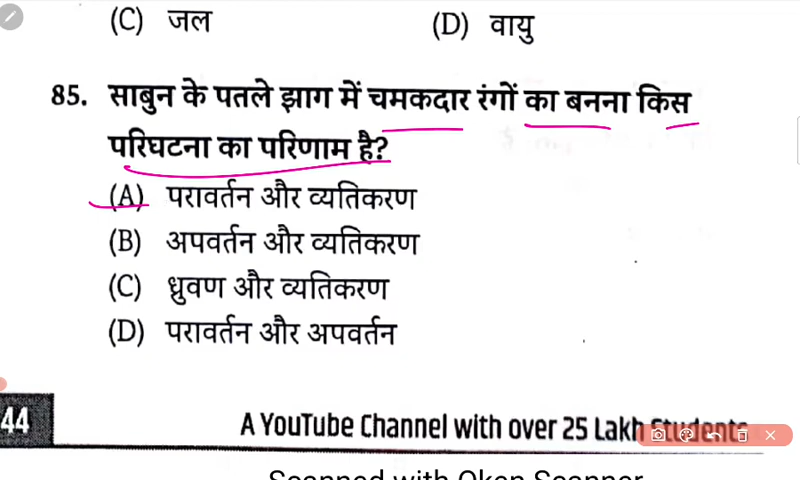 (C) जल (D) वायु
85. साबुन के पतले झाग में चमकदार रंगों का बनना किस
परिघटना का परिणाम है?
(A) परावर्तन और व्यतिकरण
(B) अपवर्तन और व्यतिकरण
(C) ध्रुवण और व्यतिकरण
(D) परावर्तन और अपवर्तन
44 A YouTube Channel with over 25 Lakh Students
Scanned with Oken Scanner